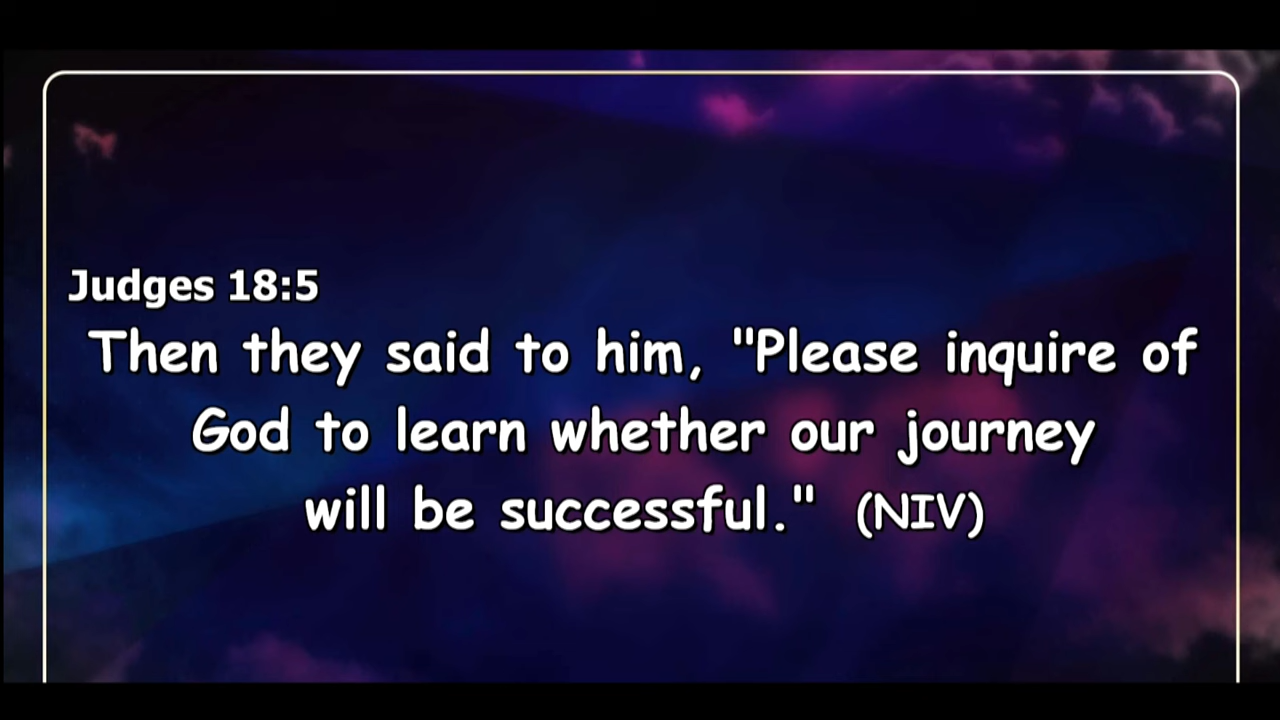 Judges 18:5
Then they said to him, "Please inquire of
God to learn whether our journey
will be successful." (NIV)